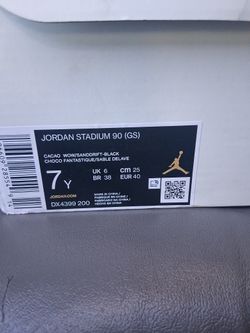 JORDAN STADIUM 90 (GS)
CACAO WOW/SANDDRIFT-BLACK
CHOCO FANTASTIQUE/SABLE DELAVE
7Y
UK 6 cm 25
BR 38 EUR 40
JORDAN.COM
DX4399 200